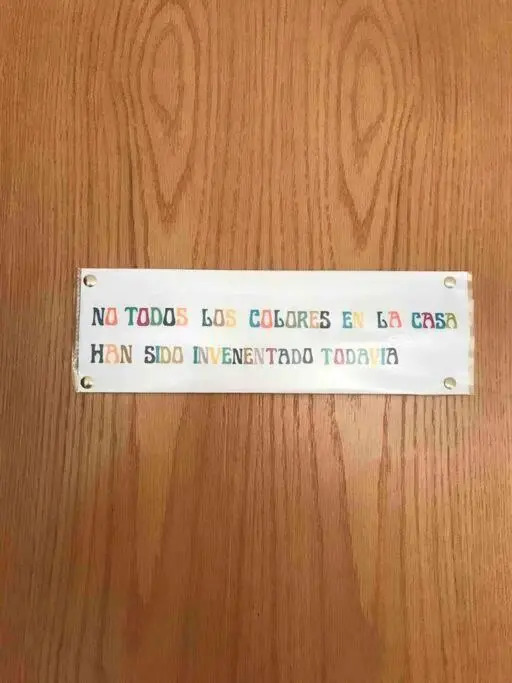 NO TODOS LOS COLORES EN LA CASA
HAN SIDO INVENENTADO TODAVIA